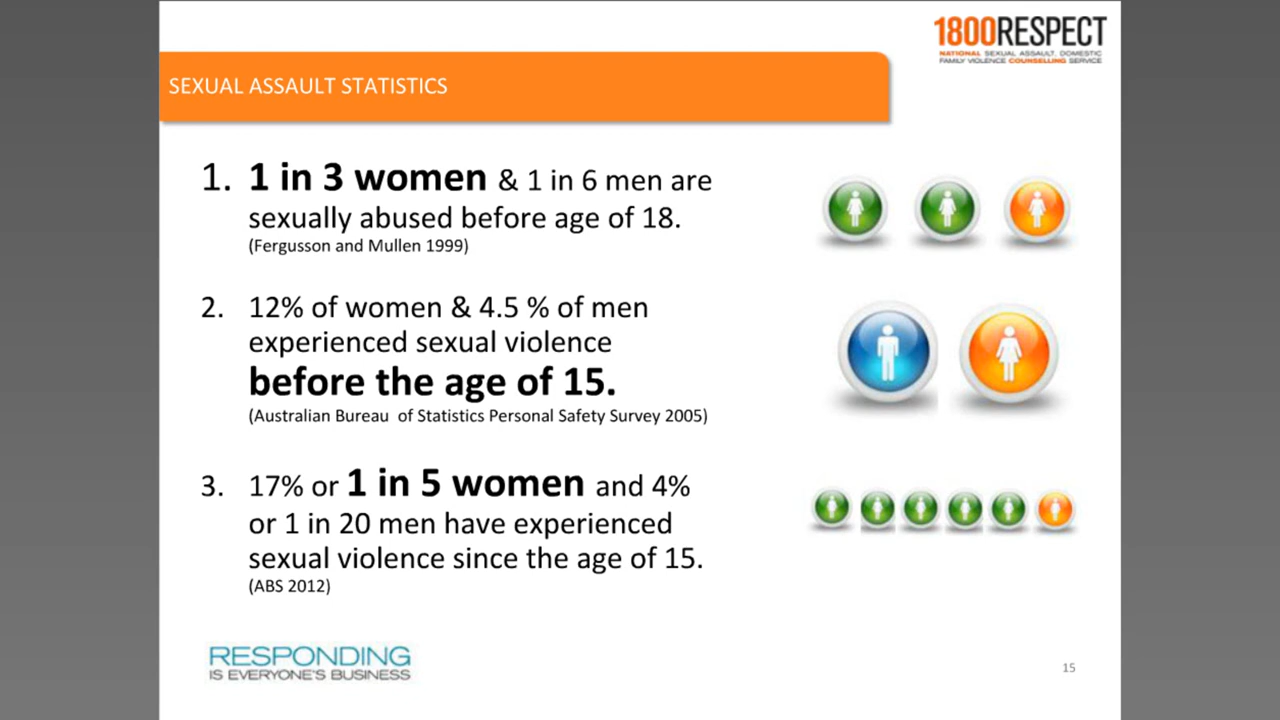 1800RESPECT
NATIONAL SEXUAL ASSAULT, DOMESTIC
FAMILY VIOLENCE COUNSELLING SERVICE
SEXUAL ASSAULT STATISTICS
1. 1 in 3 women & 1 in 6 men are
sexually abused before age of 18.
(Fergusson and Mullen 1999)
2. 12% of women & 4.5 % of men
experienced sexual violence
before the age of 15.
(Australian Bureau of Statistics Personal Safety Survey 2005)
3. 17% or 1 in 5 women and 4%
or 1 in 20 men have experienced
sexual violence since the age of 15.
(ABS 2012)
RESPONDING
IS EVERYONE'S BUSINESS
15